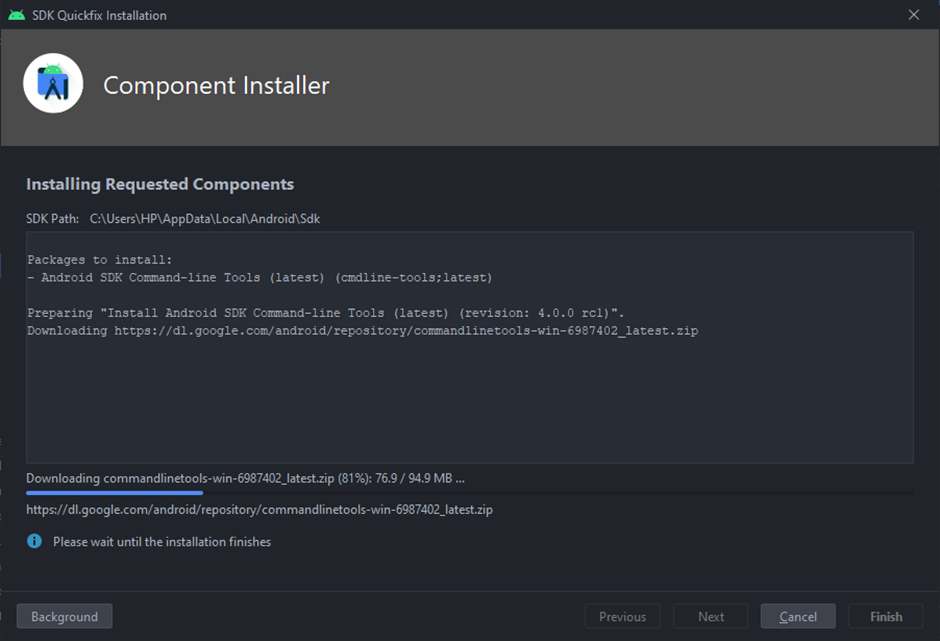 SDK Quickfix Installation
Component Installer
Installing Requested Components
SDK Path: C:\Users\HP\AppData\Local\Android\Sdk
Packages to install:
- Android SDK Command-line Tools (latest) (cmdline-tools;latest)
Preparing "Install Android SDK Command-line Tools (latest) (revision: 4.0.0 rc1)".
Downloading https://dl.google.com/android/repository/commandlinetools-win-6987402_latest.zip
Downloading commandlinetools-win-6987402_latest.zip (81%): 76.9 / 94.9 MB ...
https://dl.google.com/android/repository/commandlinetools-win-6987402_latest.zip
Please wait until the installation finishes
Background Previous Next Cancel Finish